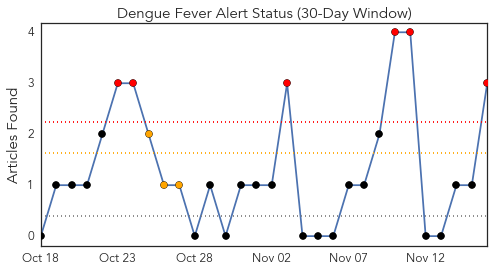 Dengue Fever Alert Status (30-Day Window)
Articles Found
4
3
2
1
0
Oct 18 Oct 23 Oct 28 Nov 02 Nov 07 Nov 12